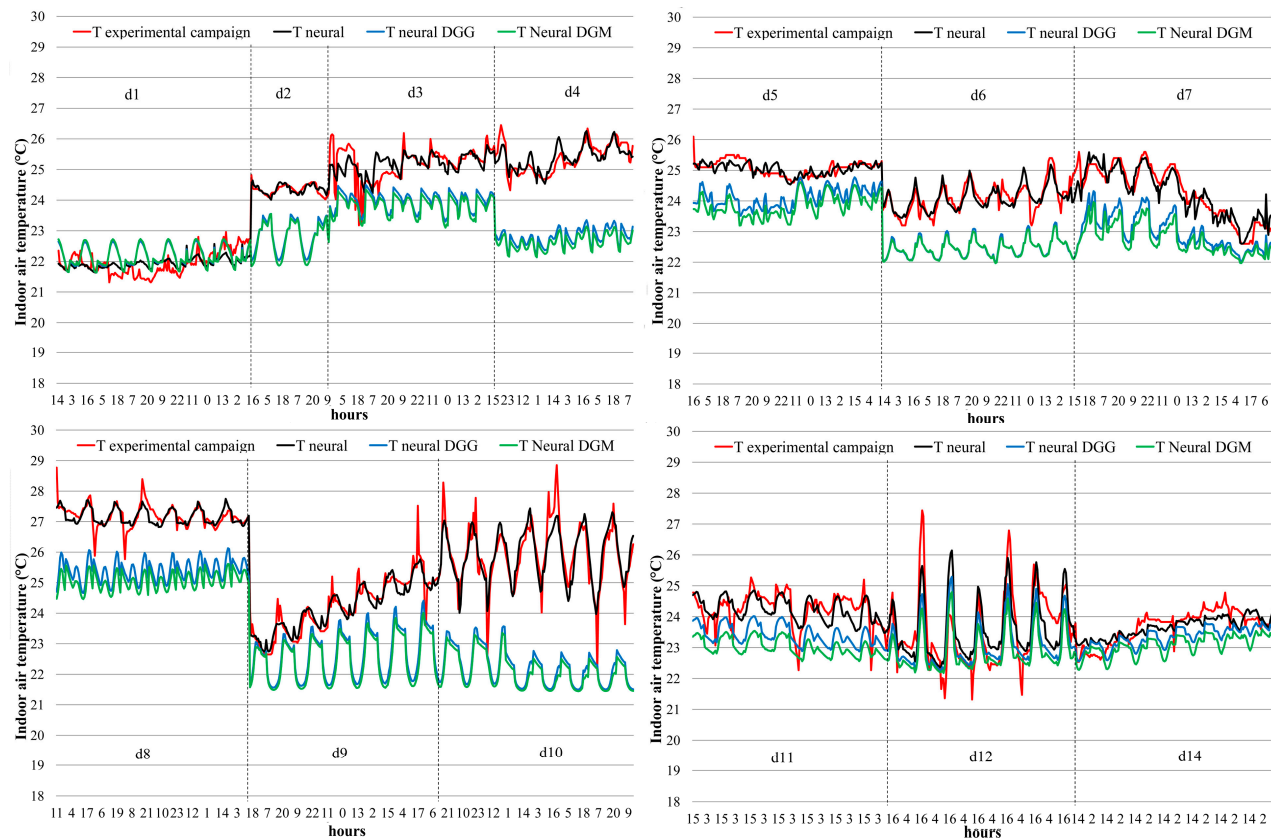 T experimental campaign T neural T neural DGG T Neural DGM
30
29
28
27
26
25
24
23
22
21
20
19
18
Indoor air temperature (°C)
d1 d2 d3 d4
14 3 16 5 18 7 20 9 22 11 0 13 2 16 5 18 7 20 9 5 18 7 20 9 22 11 0 13 2 15 23 12 1 14 3 16 5 18 7
hours
T experimental campaign T neural T neural DGG T Neural DGM
30
29
28
27
26
25
24
23
22
21
20
19
18
Indoor air temperature (°C)
d5 d6 d7
16 5 18 7 20 9 22 11 0 13 2 15 4 14 3 16 5 18 7 20 9 22 11 0 13 2 15 18 7 20 9 22 11 0 13 2 15 4 17 6
hours
T experimental campaign T neural T neural DGG T Neural DGM
30
29
28
27
26
25
24
23
22
21
20
19
18
Indoor air temperature (°C)
d8 d9 d10
11 4 17 6 19 8 21 10 23 12 1 14 3 18 7 20 9 22 11 0 13 2 15 4 17 6 21 10 23 12 1 14 3 16 5 18 7 20 9
hours
T experimental campaign T neural T neural DGG T Neural DGM
30
29
28
27
26
25
24
23
22
21
20
19
18
Indoor air temperature (°C)
d11 d12 d14
15 3 15 3 15 3 15 3 15 3 15 3 15 3 16 4 16 4 16 4 16 4 16 4 16 4 16 14 2 14 2 14 2 14 2 14 2 14 2 14 2
hours